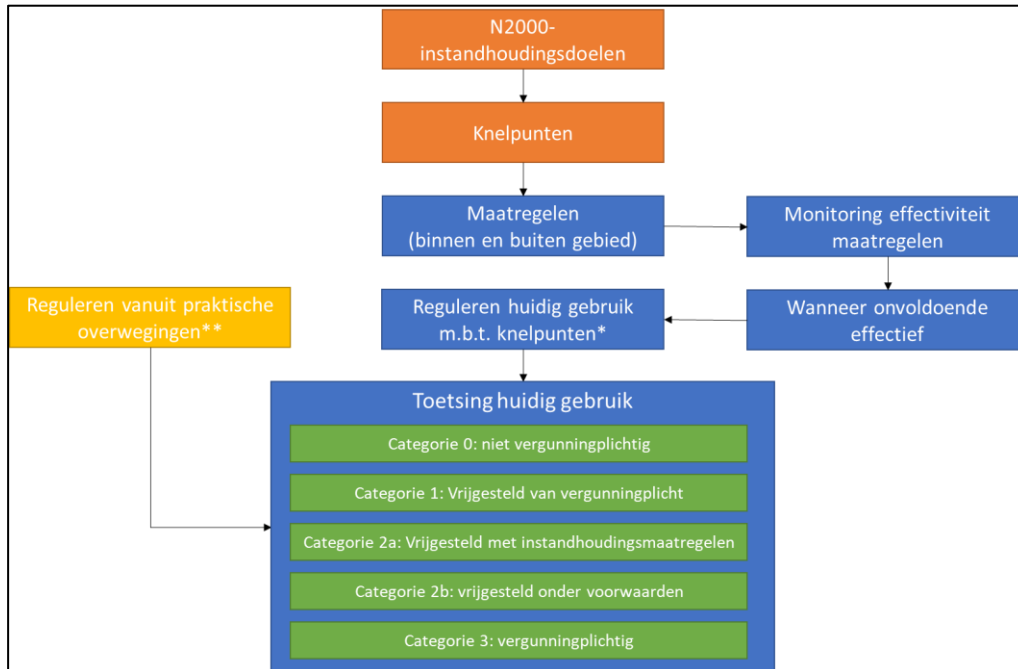 N2000-
instandhoudingsdoelen
Knelpunten
Maatregelen
(binnen en buiten gebied)
Monitoring effectiviteit
maatregelen
Reguleren vanuit praktische
overwegingen**
Reguleren huidig gebruik
m.b.t. knelpunten*
Wanneer onvoldoende
effectief
Toetsing huidig gebruik
Categorie 0: niet vergunningplichtig
Categorie 1: Vrijgesteld van vergunningplicht
Categorie 2a: Vrijgesteld met instandhoudingsmaatregelen
Categorie 2b: vrijgesteld onder voorwaarden
Categorie 3: vergunningplichtig